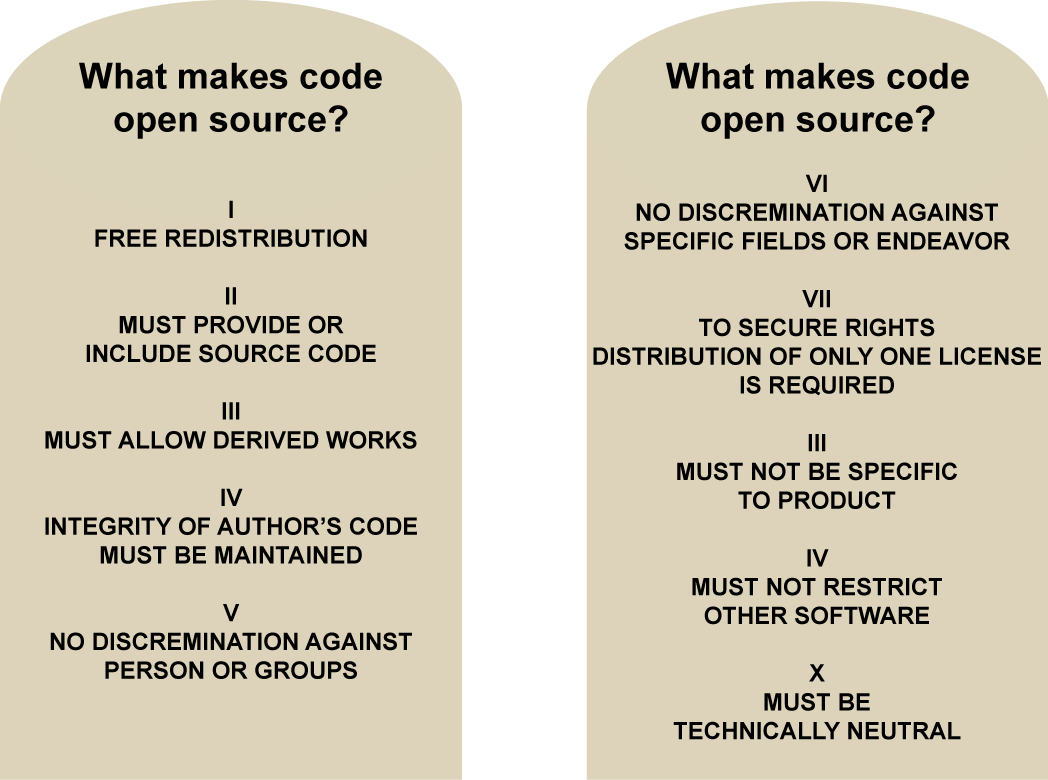 What makes code
open source?
I
FREE REDISTRIBUTION
II
MUST PROVIDE OR
INCLUDE SOURCE CODE
III
MUST ALLOW DERIVED WORKS
IV
INTEGRITY OF AUTHOR’S CODE
MUST BE MAINTAINED
V
NO DISCREMINATION AGAINST
PERSON OR GROUPS
What makes code
open source?
VI
NO DISCREMINATION AGAINST
SPECIFIC FIELDS OR ENDEAVOR
VII
TO SECURE RIGHTS
DISTRIBUTION OF ONLY ONE LICENSE
IS REQUIRED
III
MUST NOT BE SPECIFIC
TO PRODUCT
IV
MUST NOT RESTRICT
OTHER SOFTWARE
X
MUST BE
TECHNICALLY NEUTRAL